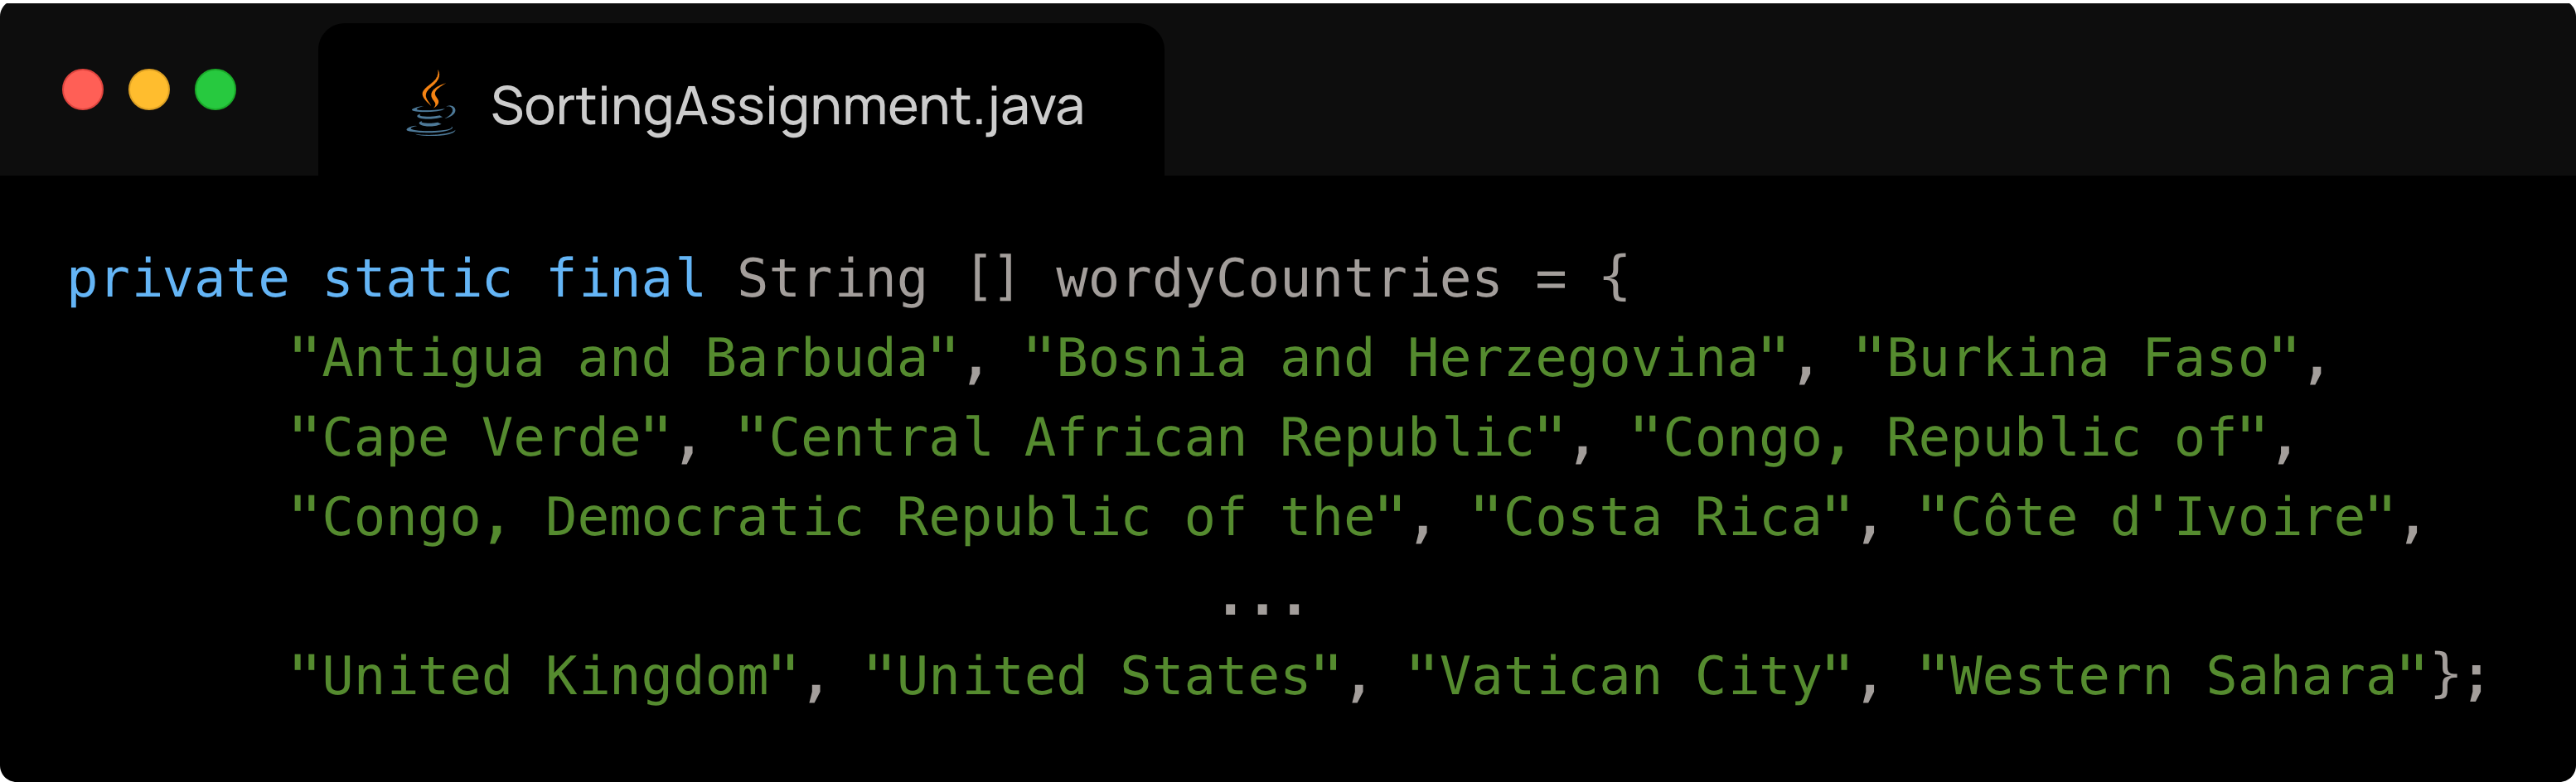 SortingAssignment.java
private static final String [] wordyCountries = {
"Antigua and Barbuda", "Bosnia and Herzegovina", "Burkina Faso",
"Cape Verde", "Central African Republic", "Congo, Republic of",
"Congo, Democratic Republic of the", "Costa Rica", "Côte d'Ivoire",
...
"United Kingdom", "United States", "Vatican City", "Western Sahara"};